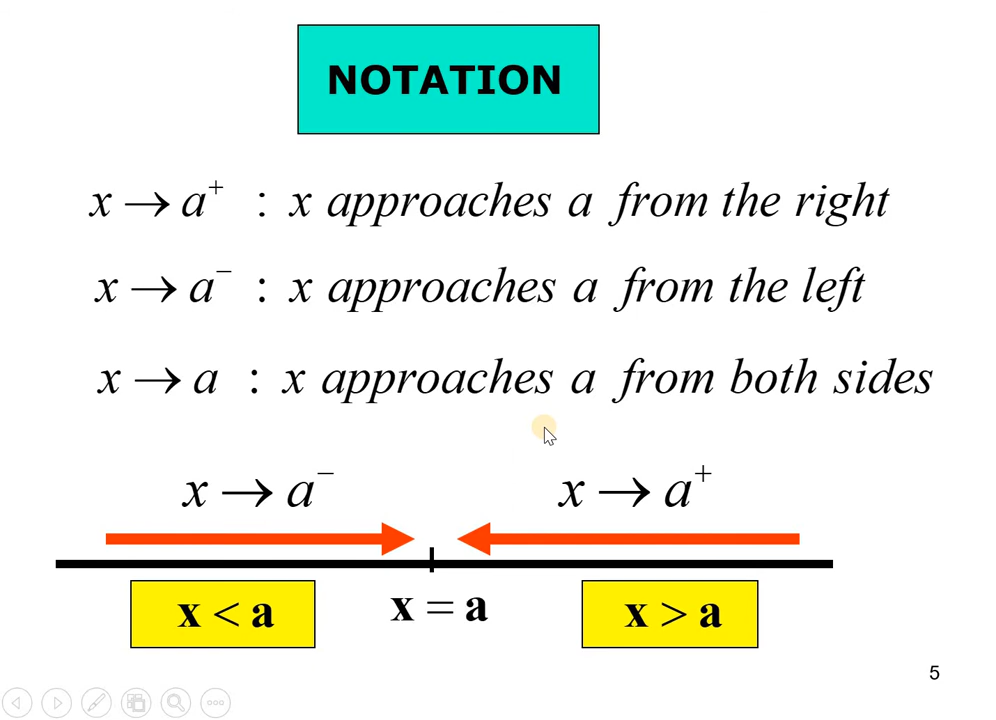 NOTATION
x → a⁺ : x approaches a from the right
x → a⁻ : x approaches a from the left
x → a : x approaches a from both sides
x → a⁻ x → a⁺
x < a x = a x > a
5